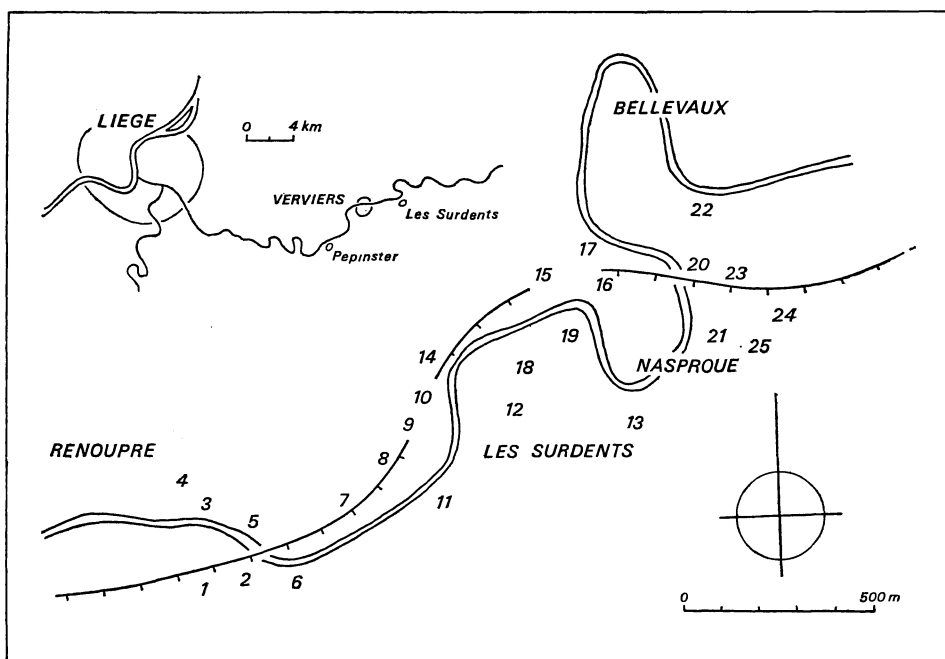 LIEGE
0 4 km
VERVIERS
Les Surdents
Pepinster
BELLEVAUX
22
17
20
23
16
15
24
21
25
19
14
18
NASPROUE
10
12
13
9
RENOUPRE
LES SURDENTS
8
4
7
11
3
5
1
2
6
0 500 m